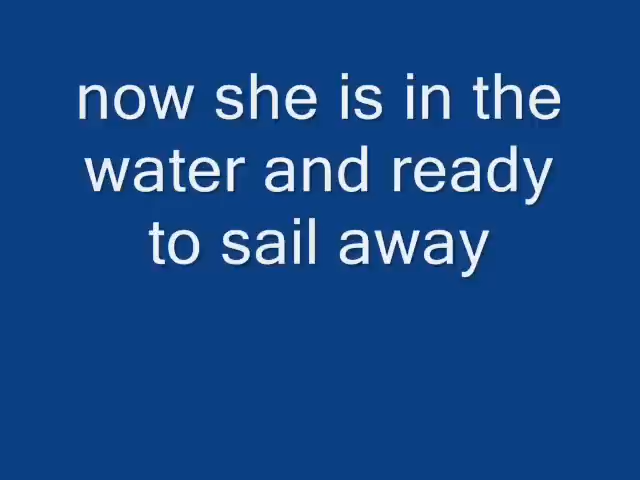 now she is in the
water and ready
to sail away